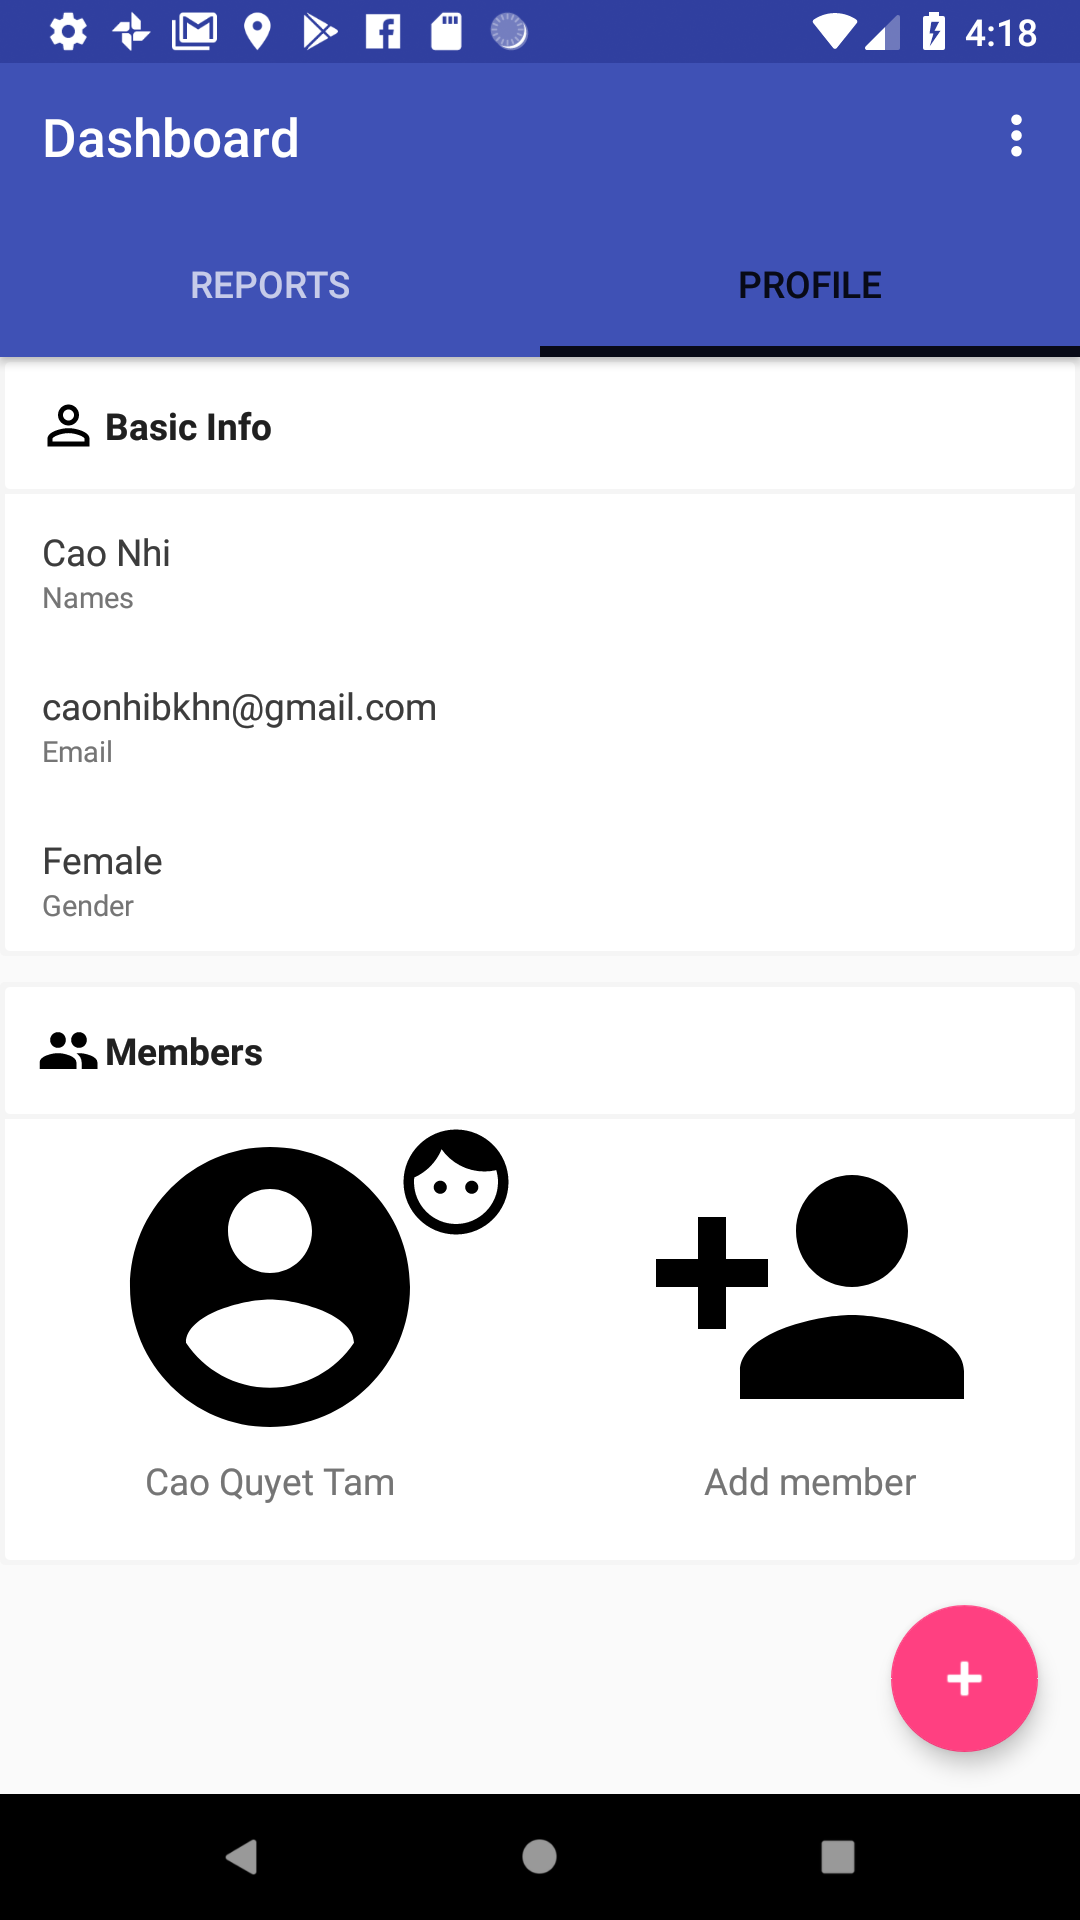 4:18
Dashboard
REPORTS
PROFILE
Basic Info
Cao Nhi
Names
caonhibkhn@gmail.com
Email
Female
Gender
Members
Cao Quyet Tam
Add member